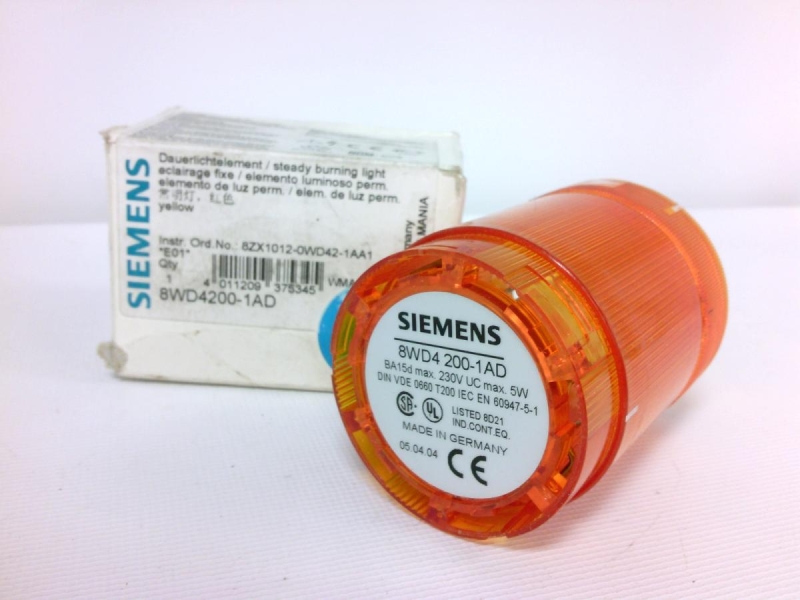 SIEMENS
Dauerlichtelement / steady burning light
eclairage fixe / elemento luminoso perm.
elemento de luz perm. / elem. de luz perm.
yellow
Instr. Ord.No.: 8ZX1012-0WD42-1AA1
"E01"
Qty
1
4 011209 375345
8WD4200-1AD
SIEMENS
8WD4 200-1AD
BA15d max. 230V UC max. 5W
DIN VDE 0660 T200 IEC EN 60947-5-1
LISTED 8D21
IND.CONT.EQ.
MADE IN GERMANY
05.04.04
CE